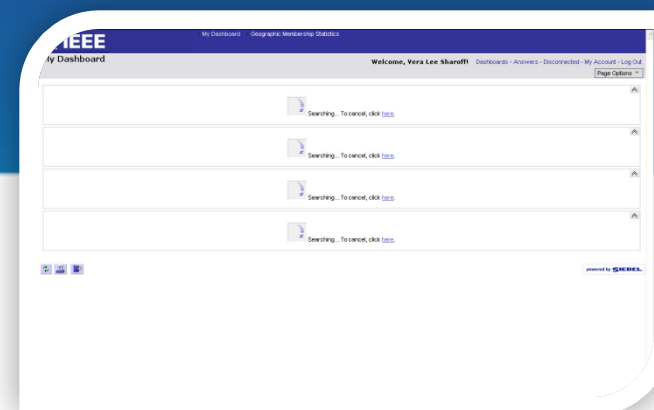 IEEE
My Dashboard Geographic Membership Statistics
My Dashboard
Welcome, Vera Lee Sharoff! Dashboards - Answers - Disconnected - My Account - Log Out
Page Options
Searching... To cancel, click here.
Searching... To cancel, click here.
Searching... To cancel, click here.
Searching... To cancel, click here.
powered by SIEBEL